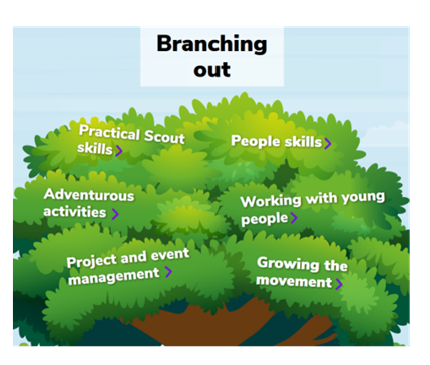 Branching
out
Practical Scout
skills
People skills
Adventurous
activities
Working with young
people
Project and event
management
Growing the
movement